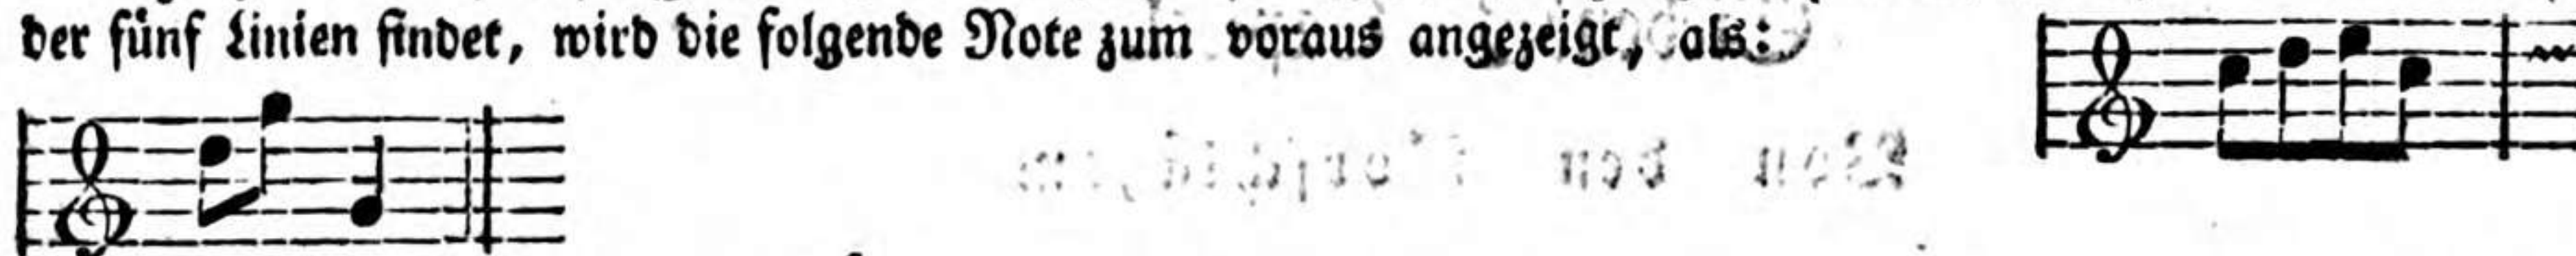 der fünf Linien findet, wird die folgende Note zum voraus angezeigt, als: